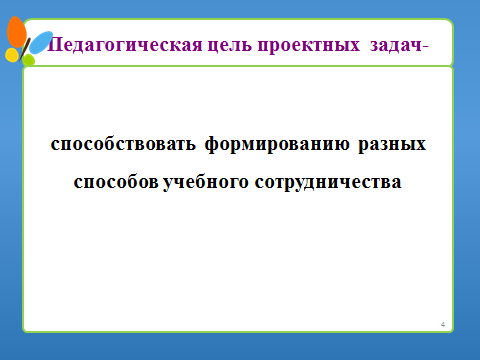 Педагогическая цель проектных задач-
способствовать формированию разных
способов учебного сотрудничества
4